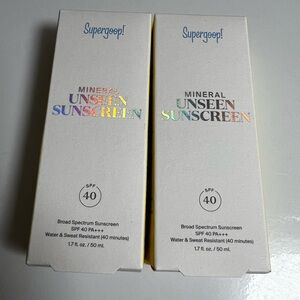 Supergoop!
MINERAL
UNSEEN
SUNSCREEN
SPF
40
Broad Spectrum Sunscreen
SPF 40 PA+++
Water & Sweat Resistant (40 minutes)
1.7 fl. oz. / 50 ml.
Supergoop!
MINERAL
UNSEEN
SUNSCREEN
SPF
40
Broad Spectrum Sunscreen
SPF 40 PA+++
Water & Sweat Resistant (40 minutes)
1.7 fl. oz. / 50 ml.